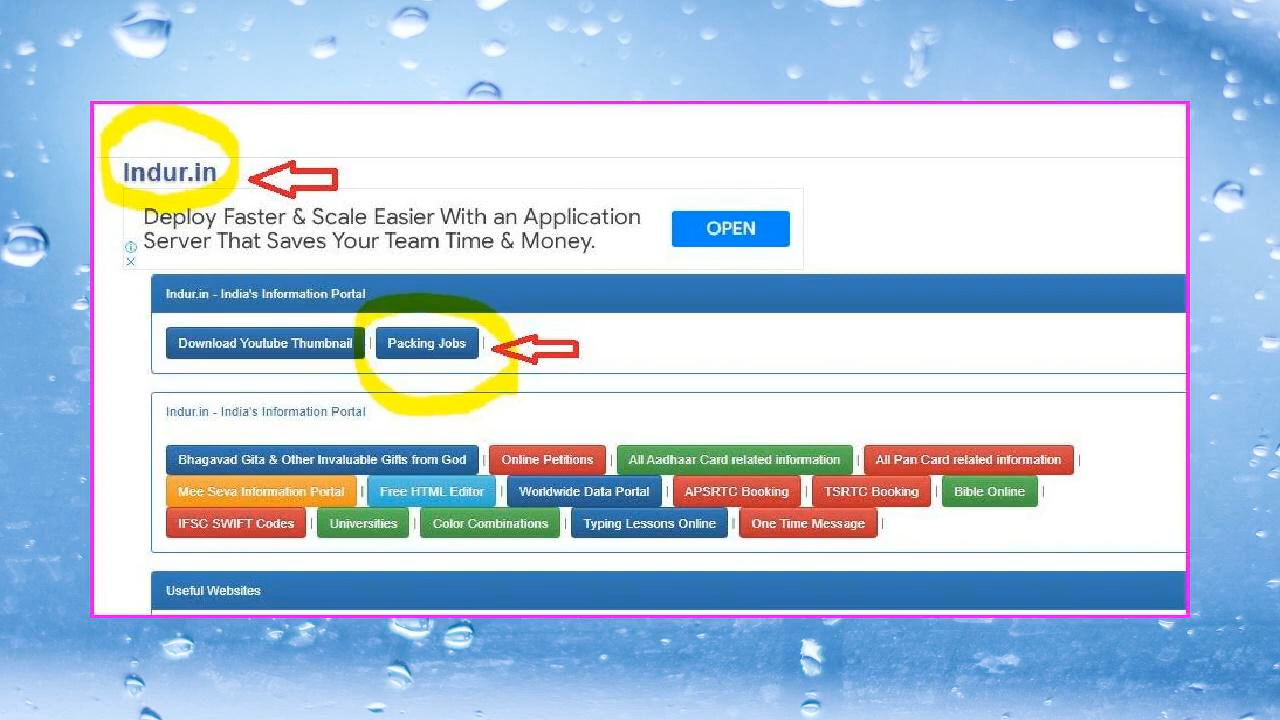 Indur.in
Deploy Faster & Scale Easier With an Application
Server That Saves Your Team Time & Money.
OPEN
Indur.in - India's Information Portal
Download Youtube Thumbnail | Packing Jobs |
Indur.in - India's Information Portal
Bhagavad Gita & Other Invaluable Gifts from God | Online Petitions | All Aadhaar Card related information | All Pan Card related information |
Mee Seva Information Portal | Free HTML Editor | Worldwide Data Portal | APSRTC Booking | TSRTC Booking | Bible Online |
IFSC SWIFT Codes | Universities | Color Combinations | Typing Lessons Online | One Time Message |
Useful Websites